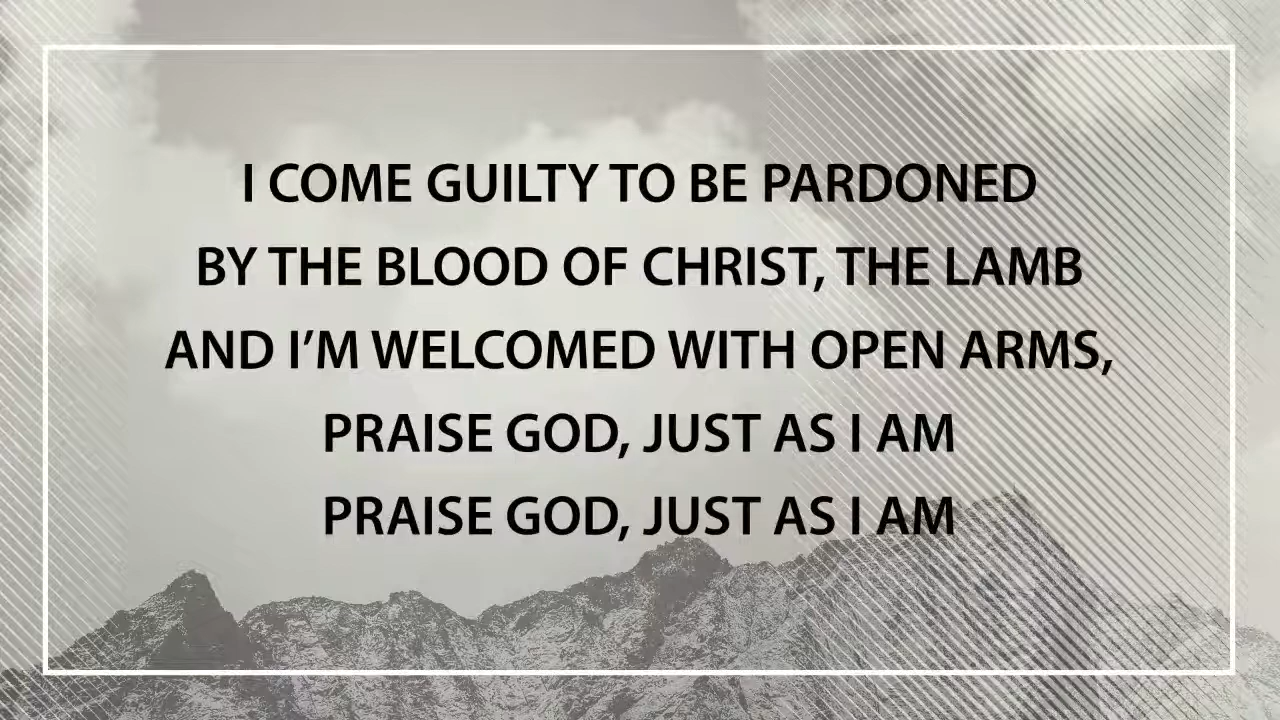 I COME GUILTY TO BE PARDONED
BY THE BLOOD OF CHRIST, THE LAMB
AND I’M WELCOMED WITH OPEN ARMS,
PRAISE GOD, JUST AS I AM
PRAISE GOD, JUST AS I AM